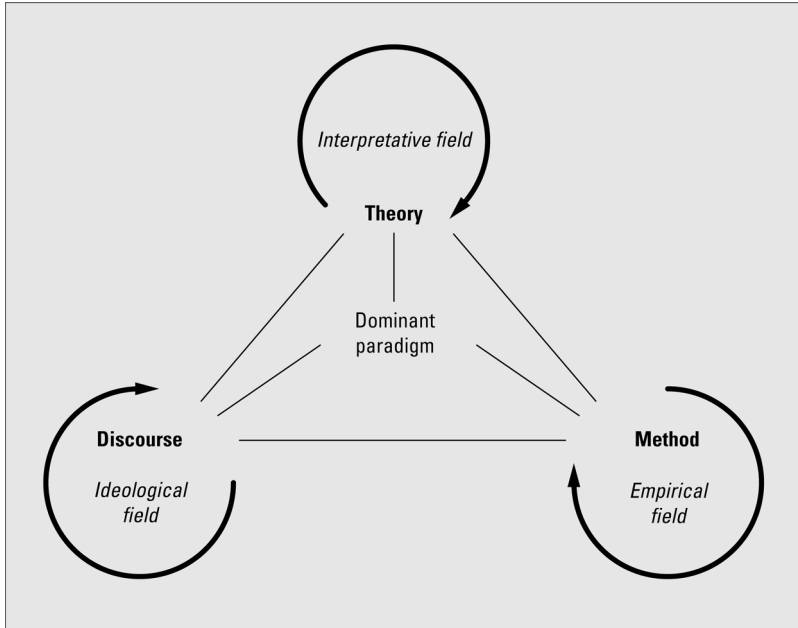 Interpretative field
Theory
Dominant
paradigm
Discourse
Ideological
field
Method
Empirical
field